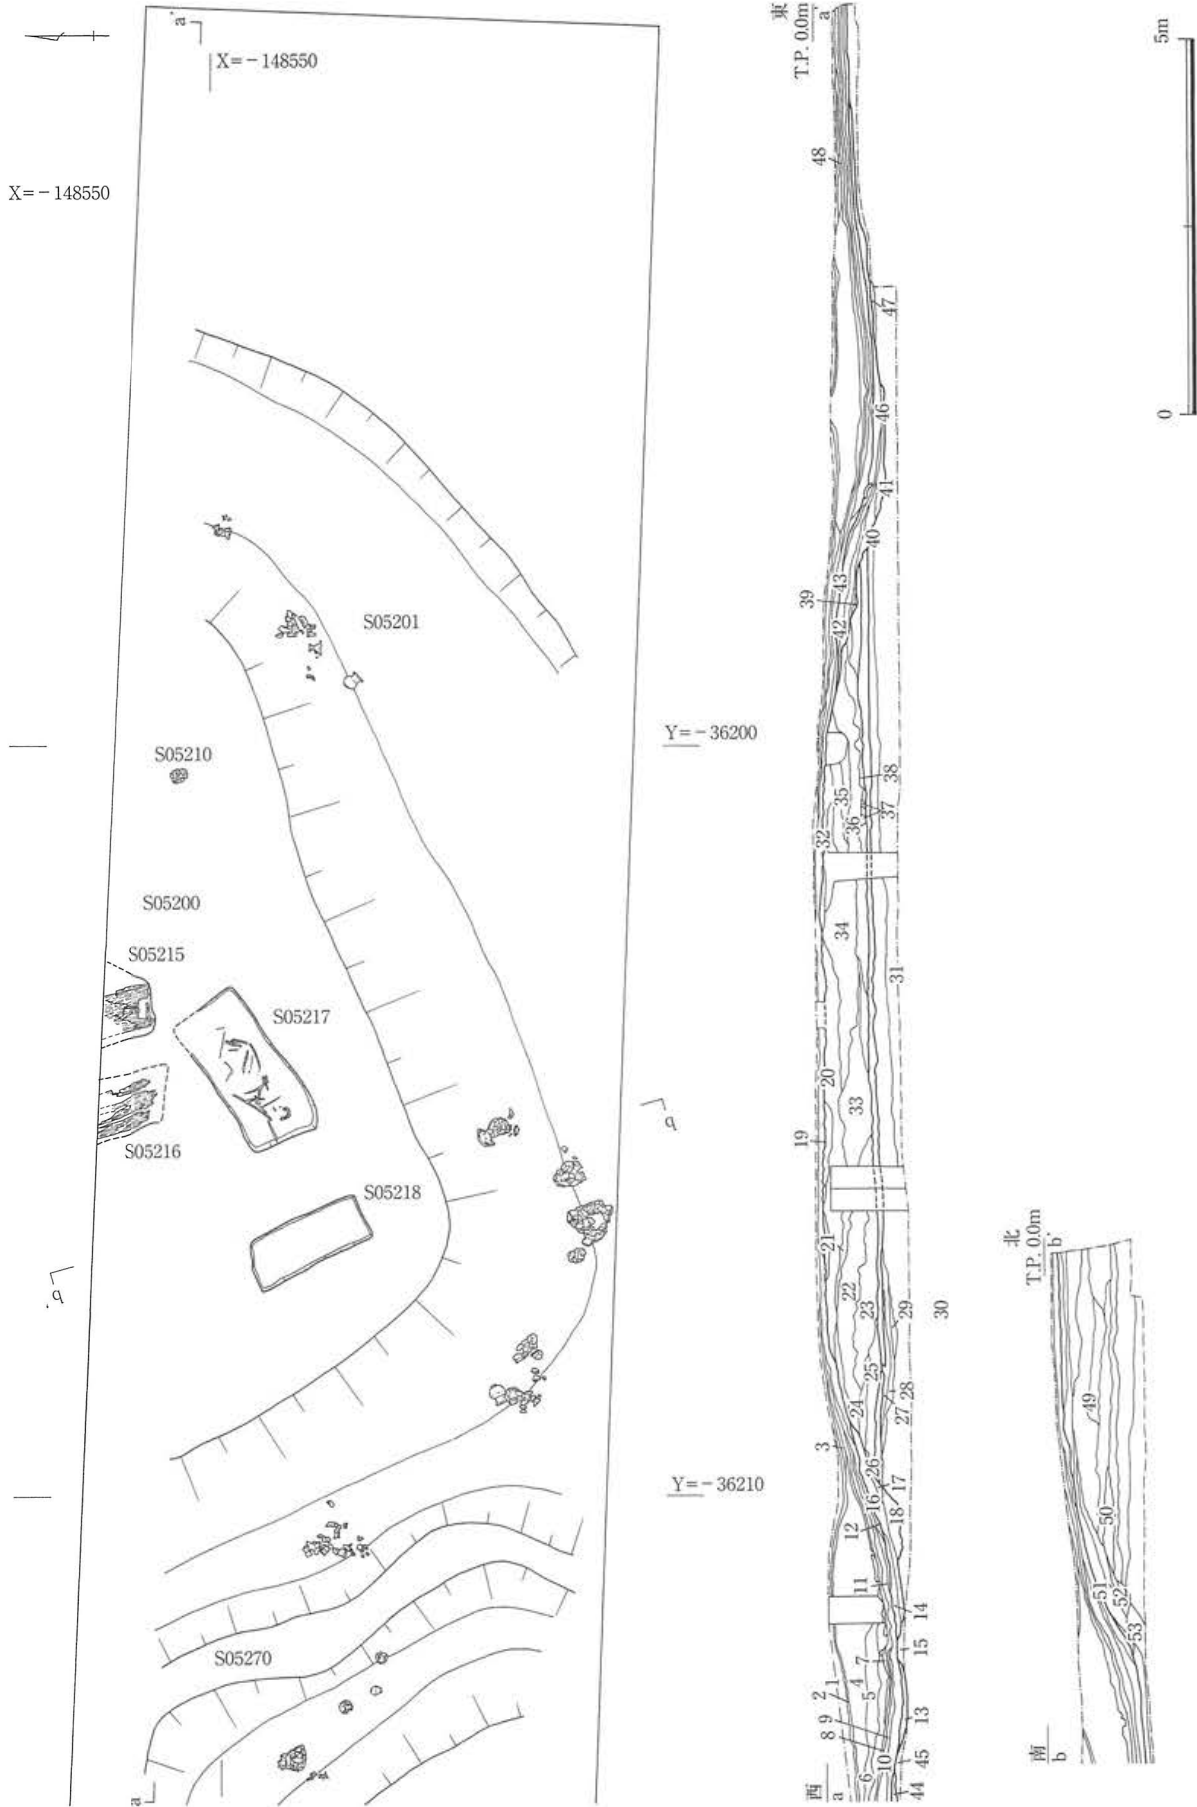 a'
X=－148550
X=－148550
S05201
Y=－36200
S05210
S05200
S05215
S05217
S05216
S05218
b
b'
Y=－36210
S05270
a
東
a'
T.P. 0.0m
48
47
46
41
40
43
39
42
38
35
37
36
32
34
31
20
33
19
21
22
23
29
30
25
28
24
27
3
26
17
16
18
12
11
14
15
7
4
1
5
2
9
8
13
10
45
6
44
西
a
5m
0
北
b'
T.P. 0.0m
49
50
51
52
53
南
b